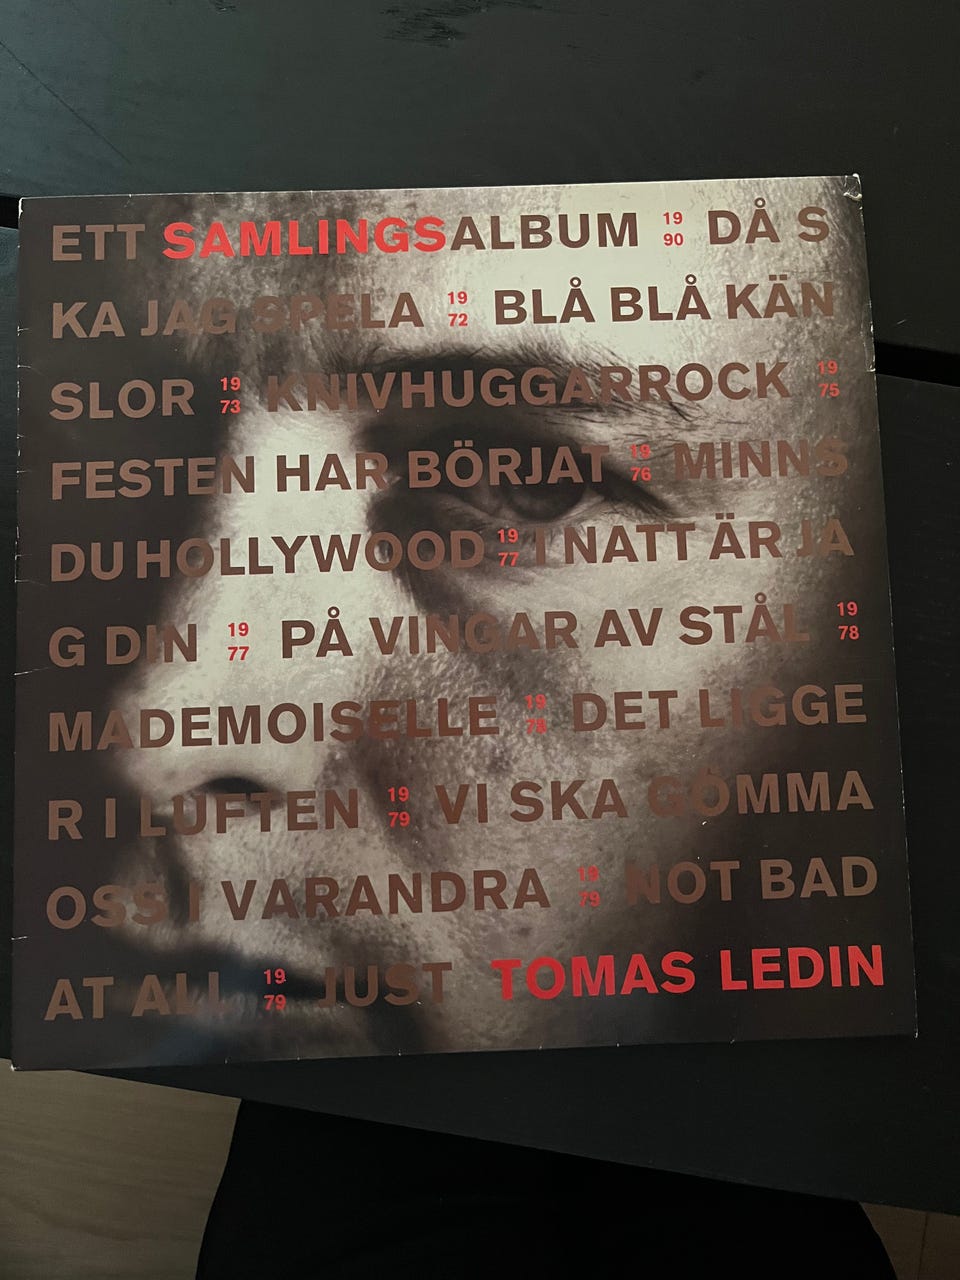 ETT SAMLINGSALBUM 19 90 DÅ S
KA JAG SPELA 19 72 BLÅ BLÅ KÄN
SLOR 19 73 KNIVHUGGARROCK 19 75
FESTEN HAR BÖRJAT 19 76 MINNS
DU HOLLYWOOD 19 77 I NATT ÄR JA
G DIN 19 77 PÅ VINGAR AV STÅL 19 78
MADEMOISELLE 19 78 DET LIGGE
R I LUFTEN 19 79 VI SKA GÖMMA
OSS I VARANDRA 19 79 NOT BAD
AT ALL 19 79 JUST TOMAS LEDIN